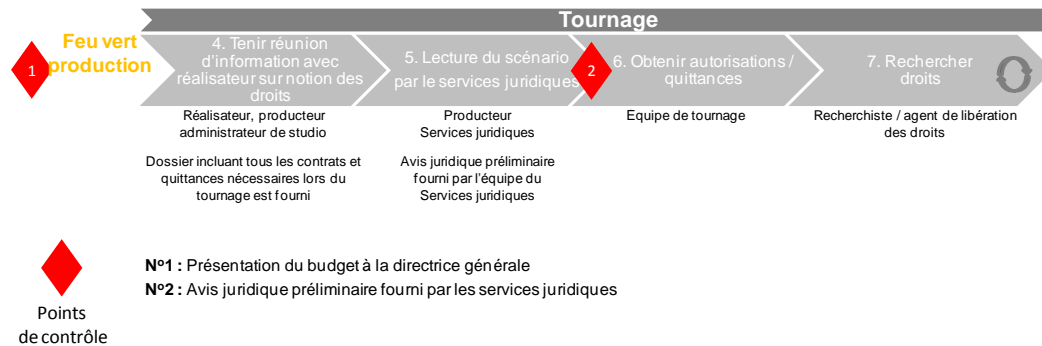 Tournage
1
Feu vert
production
4. Tenir réunion
d'information avec
réalisateur sur notion des
droits
5. Lecture du scénario
par le services juridiques
2
6. Obtenir autorisations /
quittances
7. Rechercher
droits
Réalisateur, producteur
administrateur de studio
Dossier incluant tous les contrats et
quittances nécessaires lors du
tournage est fourni
Producteur
Services juridiques
Avis juridique préliminaire
fourni par l'équipe du
Services juridiques
Equipe de tournage
Recherchiste / agent de libération
des droits
Nº1 : Présentation du budget à la directrice générale
Nº2 : Avis juridique préliminaire fourni par les services juridiques
Points
de contrôle